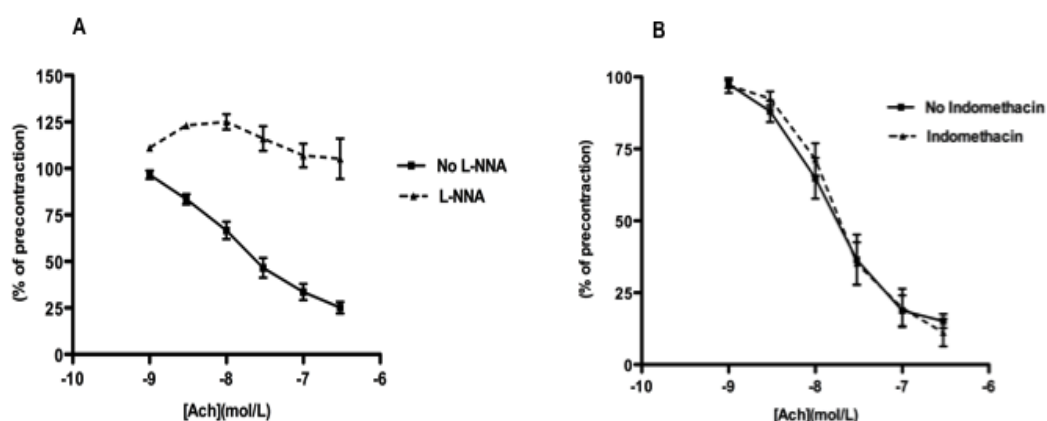 A
(% of precontraction)
150
125
100
75
50
25
0
-10
-9
-8
-7
-6
[Ach](mol/L)
No L-NNA
L-NNA
B
(% of precontraction)
100
75
50
25
0
-10
-9
-8
-7
-6
[Ach](mol/L)
No Indomethacin
Indomethacin